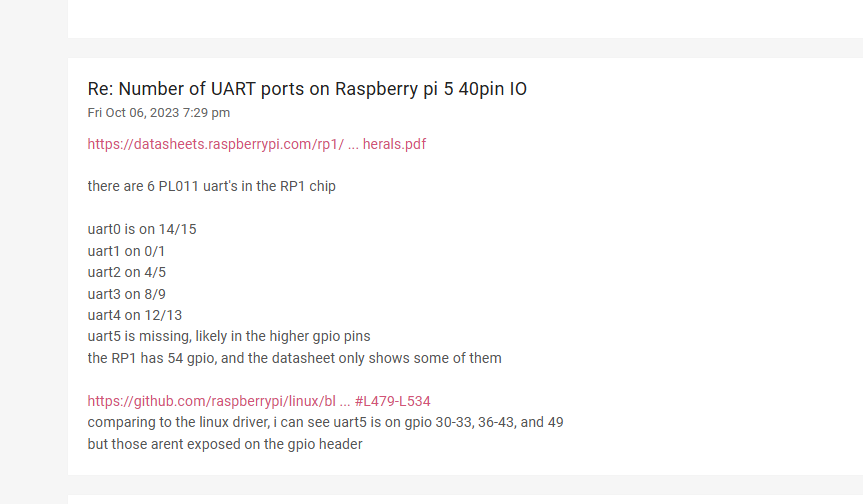 Re: Number of UART ports on Raspberry pi 5 40pin IO
Fri Oct 06, 2023 7:29 pm
https://datasheets.raspberrypi.com/rp1/ ... herals.pdf
there are 6 PL011 uart's in the RP1 chip
uart0 is on 14/15
uart1 on 0/1
uart2 on 4/5
uart3 on 8/9
uart4 on 12/13
uart5 is missing, likely in the higher gpio pins
the RP1 has 54 gpio, and the datasheet only shows some of them
https://github.com/raspberrypi/linux/bl ... #L479-L534
comparing to the linux driver, i can see uart5 is on gpio 30-33, 36-43, and 49
but those arent exposed on the gpio header